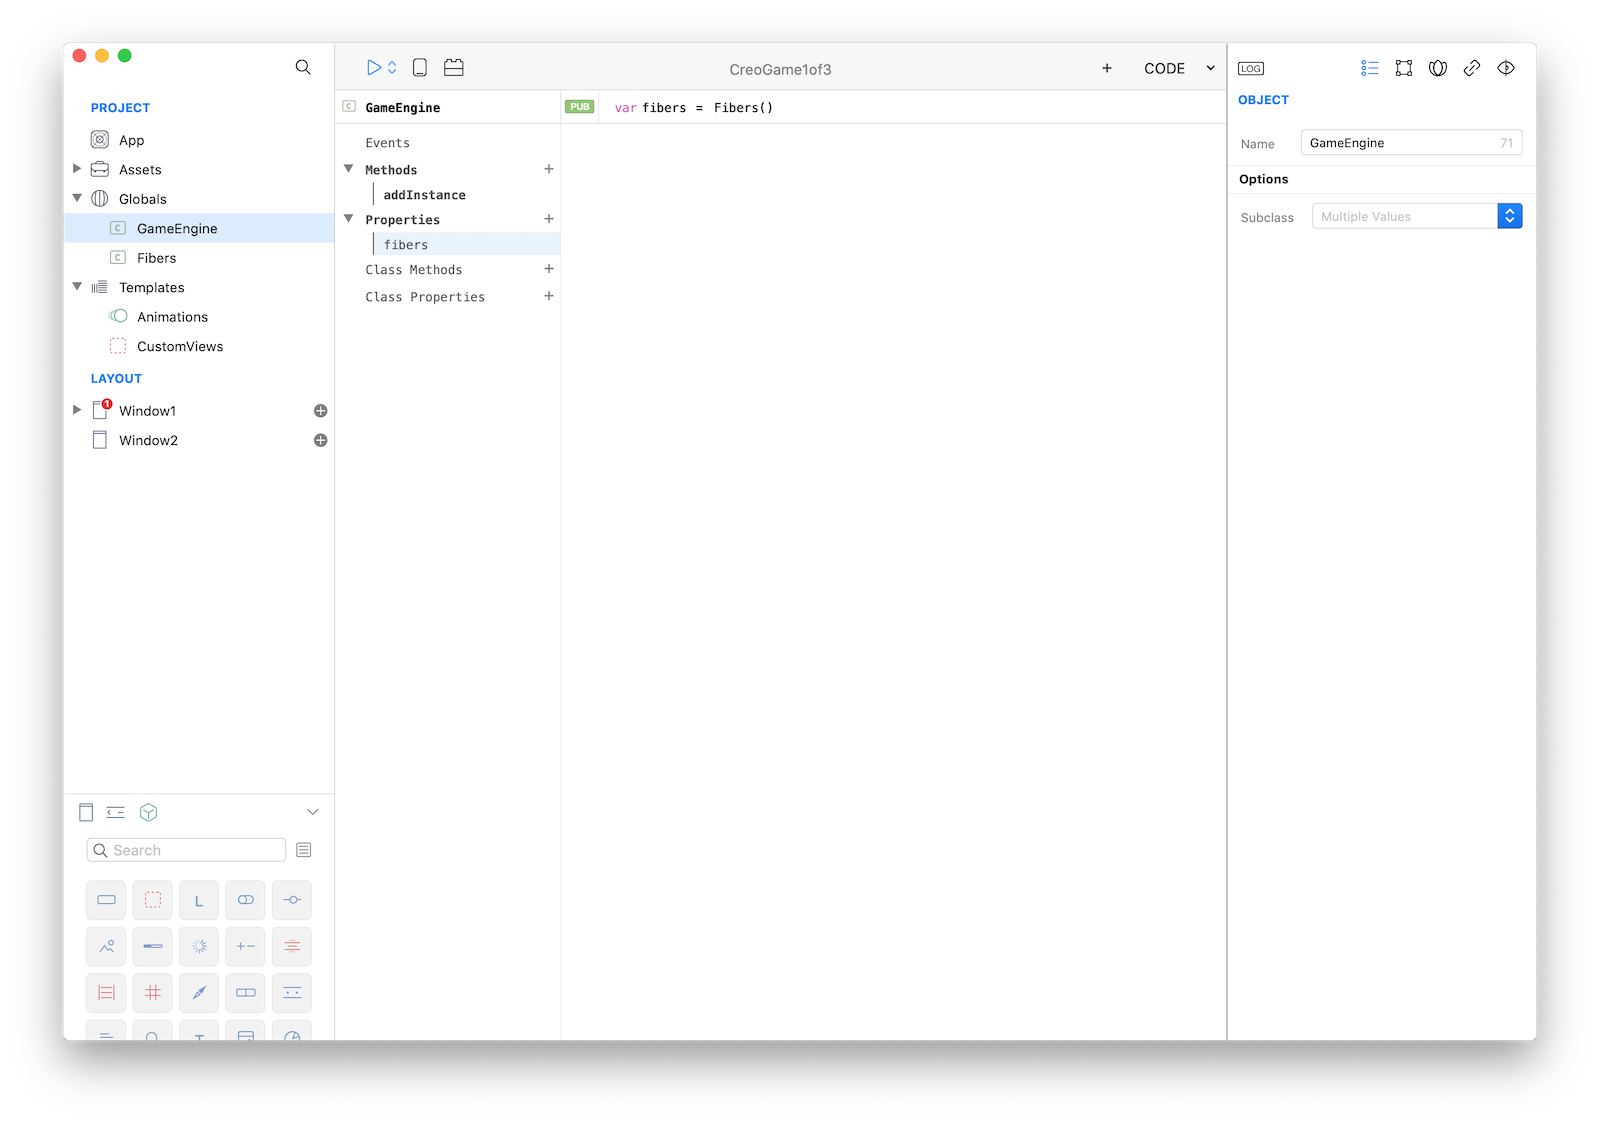 CreoGame1of3
CODE
LOG
PROJECT
App
Assets
Globals
C GameEngine
C Fibers
Templates
Animations
CustomViews
LAYOUT
1
Window1
Window2
Search
L
T
C GameEngine
Events
Methods
addInstance
Properties
fibers
Class Methods
Class Properties
PUB var fibers = Fibers()
OBJECT
Name GameEngine 71
Options
Subclass Multiple Values